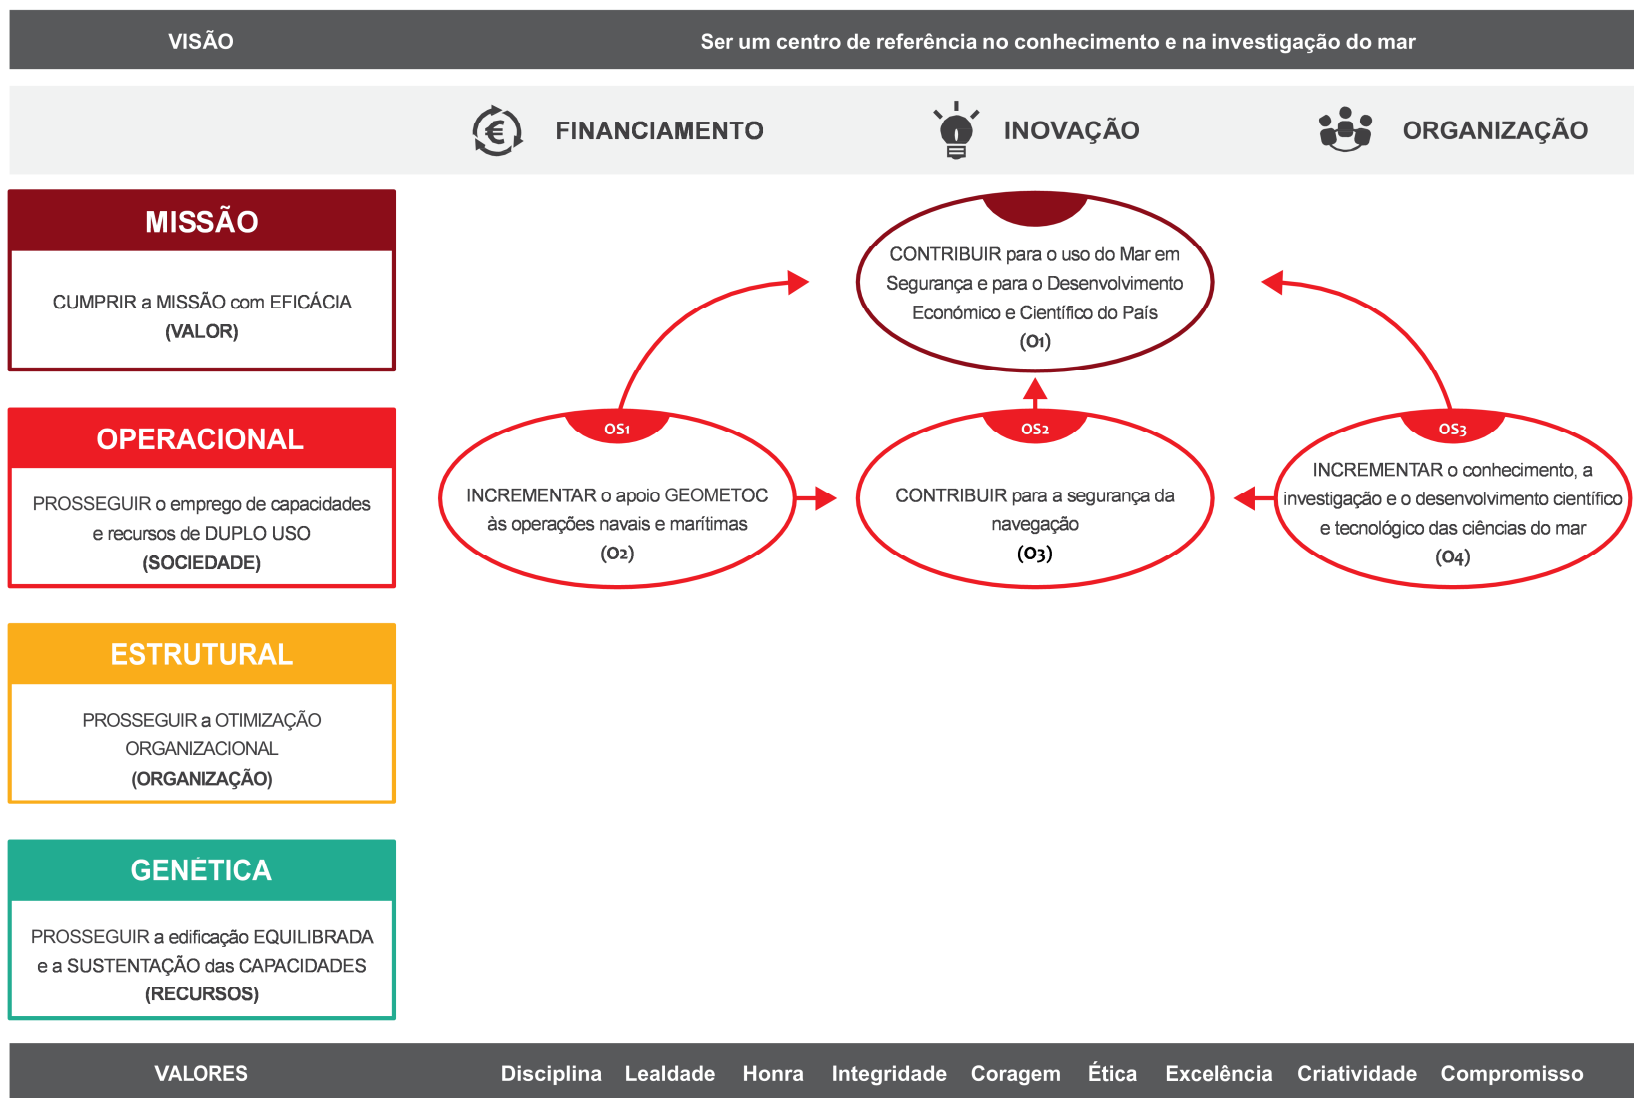 VISÃO
Ser um centro de referência no conhecimento e na investigação do mar
FINANCIAMENTO
INOVAÇÃO
ORGANIZAÇÃO
MISSÃO
CUMPRIR a MISSÃO com EFICÁCIA
(VALOR)
CONTRIBUIR para o uso do Mar em
Segurança e para o Desenvolvimento
Económico e Científico do País
(O1)
OPERACIONAL
PROSSEGUIR o emprego de capacidades
e recursos de DUPLO USO
(SOCIEDADE)
OS1
INCREMENTAR o apoio GEOMETOC
às operações navais e marítimas
(O2)
OS2
CONTRIBUIR para a segurança da
navegação
(O3)
OS3
INCREMENTAR o conhecimento, a
investigação e o desenvolvimento científico
e tecnológico das ciências do mar
(O4)
ESTRUTURAL
PROSSEGUIR a OTIMIZAÇÃO
ORGANIZACIONAL
(ORGANIZAÇÃO)
GENÉTICA
PROSSEGUIR a edificação EQUILIBRADA
e a SUSTENTAÇÃO das CAPACIDADES
(RECURSOS)
VALORES
Disciplina Lealdade Honra Integridade Coragem Ética Excelência Criatividade Compromisso